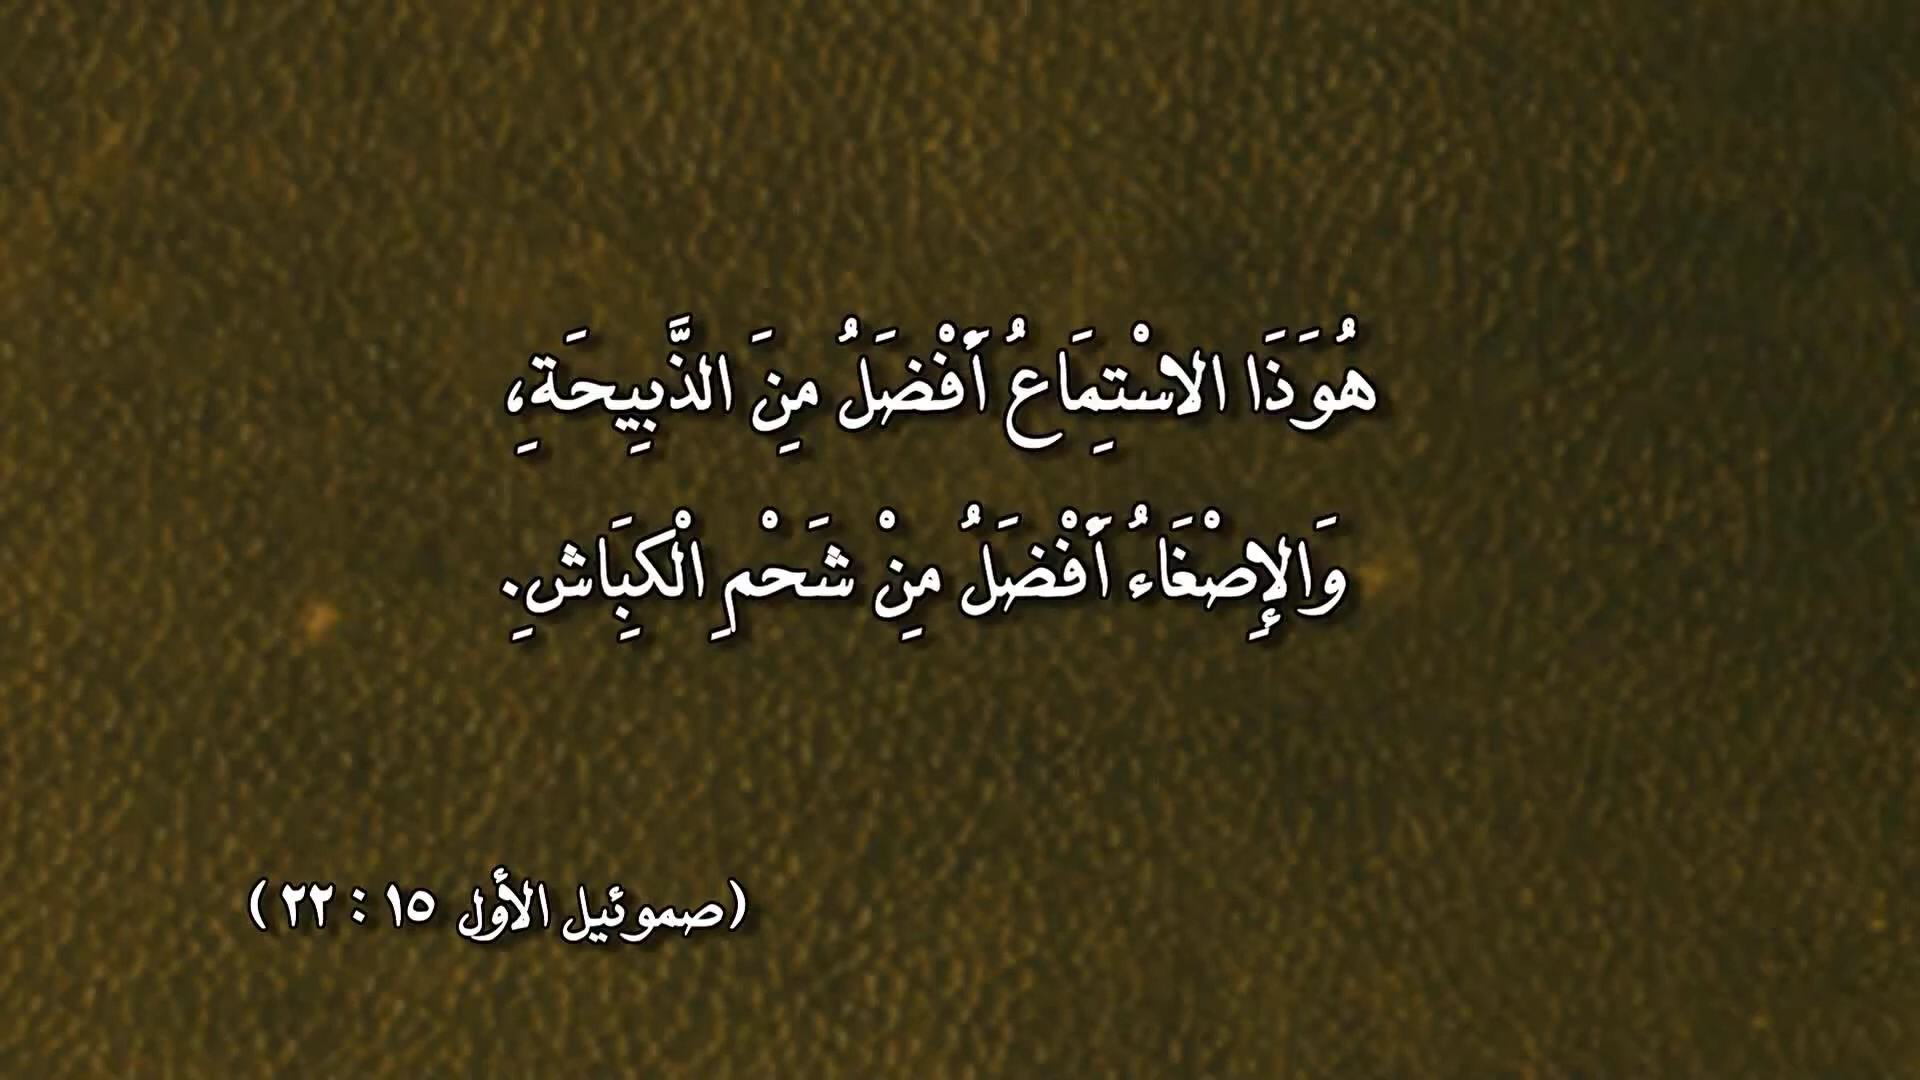 هُوَذَا الاسْتِمَاعُ أَفْضَلُ مِنَ الذَّبِيحَةِ،
وَالإِصْغَاءُ أَفْضَلُ مِنْ شَحْمِ الْكِبَاشِ.
(صموئيل الأول ١٥ : ٢٢)